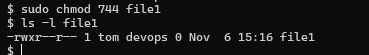 $ sudo chmod 744 file1
$ ls -l file1
-rwxr--r-- 1 tom devops 0 Nov  6 15:16 file1
$